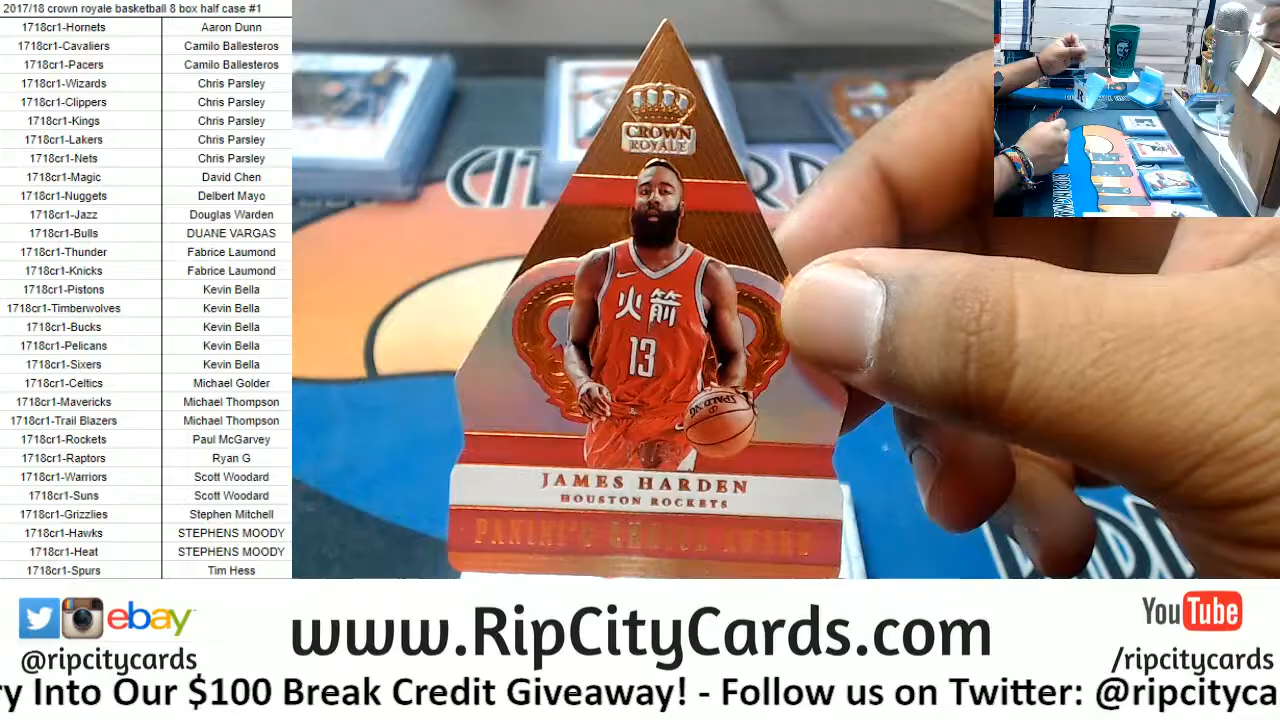 2017/18 crown royale basketball 8 box half case #1
1718cr1-Hornets Aaron Dunn
1718cr1-Cavaliers Camilo Ballesteros
1718cr1-Pacers Camilo Ballesteros
1718cr1-Wizards Chris Parsley
1718cr1-Clippers Chris Parsley
1718cr1-Kings Chris Parsley
1718cr1-Lakers Chris Parsley
1718cr1-Nets Chris Parsley
1718cr1-Magic David Chen
1718cr1-Nuggets Delbert Mayo
1718cr1-Jazz Douglas Warden
1718cr1-Bulls DUANE VARGAS
1718cr1-Thunder Fabrice Laumond
1718cr1-Knicks Fabrice Laumond
1718cr1-Pistons Kevin Bella
1718cr1-Timberwolves Kevin Bella
1718cr1-Bucks Kevin Bella
1718cr1-Pelicans Kevin Bella
1718cr1-Sixers Kevin Bella
1718cr1-Celtics Michael Golder
1718cr1-Mavericks Michael Thompson
1718cr1-Trail Blazers Michael Thompson
1718cr1-Rockets Paul McGarvey
1718cr1-Raptors Ryan G
1718cr1-Warriors Scott Woodard
1718cr1-Suns Scott Woodard
1718cr1-Grizzlies Stephen Mitchell
1718cr1-Hawks STEPHENS MOODY
1718cr1-Heat STEPHENS MOODY
1718cr1-Spurs Tim Hess
CROWN
ROYALE
火箭
13
SPALDING
JAMES HARDEN
HOUSTON ROCKETS
PANINI'S CHOICE AWARD
ebay
@ripcitycards
www.RipCityCards.com
YouTube
/ripcitycards
ry Into Our $100 Break Credit Giveaway! - Follow us on Twitter: @ripcityca